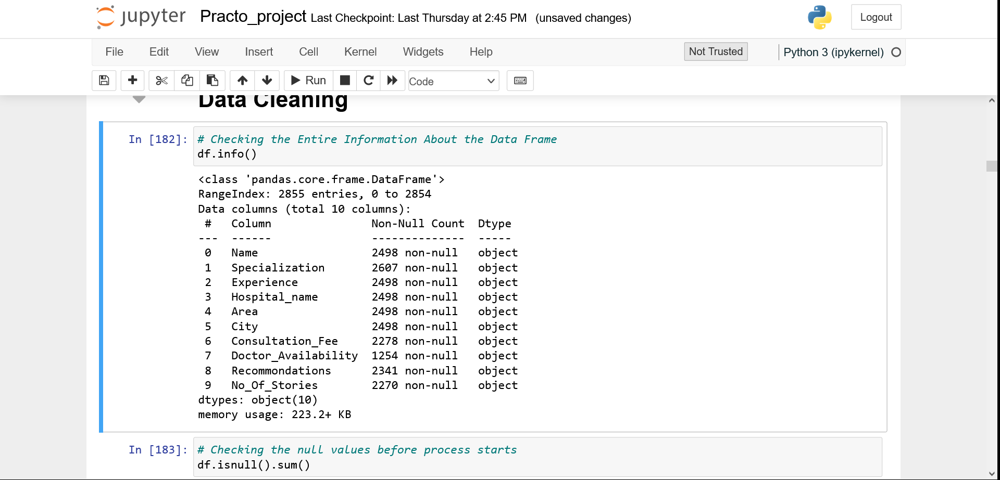 jupyter Practo_project Last Checkpoint: Last Thursday at 2:45 PM (unsaved changes) Logout
File Edit View Insert Cell Kernel Widgets Help Not Trusted Python 3 (ipykernel)
Run Code
Data Cleaning
In [182]: # Checking the Entire Information About the Data Frame
df.info()
<class 'pandas.core.frame.DataFrame'>
RangeIndex: 2855 entries, 0 to 2854
Data columns (total 10 columns):
# Column Non-Null Count Dtype
--- ------ -------------- -----
0 Name 2498 non-null object
1 Specialization 2607 non-null object
2 Experience 2498 non-null object
3 Hospital_name 2498 non-null object
4 Area 2498 non-null object
5 City 2498 non-null object
6 Consultation_Fee 2278 non-null object
7 Doctor_Availability 1254 non-null object
8 Recommondations 2341 non-null object
9 No_Of_Stories 2270 non-null object
dtypes: object(10)
memory usage: 223.2+ KB
In [183]: # Checking the null values before process starts
df.isnull().sum()